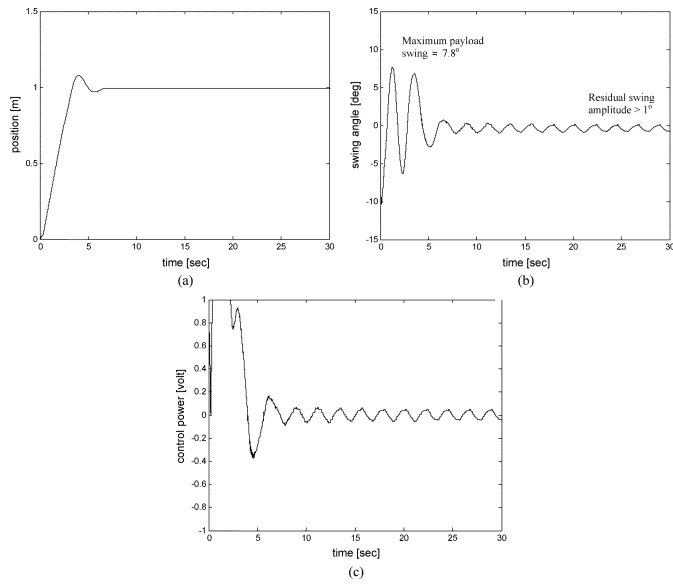 1.5
1
0.5
0
position [m]
0 5 10 15 20 25 30
time [sec]
(a)
15
10
5
0
-5
-10
-15
swing angle [deg]
Maximum payload
swing ≒ 7.8°
Residual swing
amplitude > 1°
0 5 10 15 20 25 30
time [sec]
(b)
1
0.8
0.6
0.4
0.2
0
-0.2
-0.4
-0.6
-0.8
-1
control power [volt]
0 5 10 15 20 25 30
time [sec]
(c)